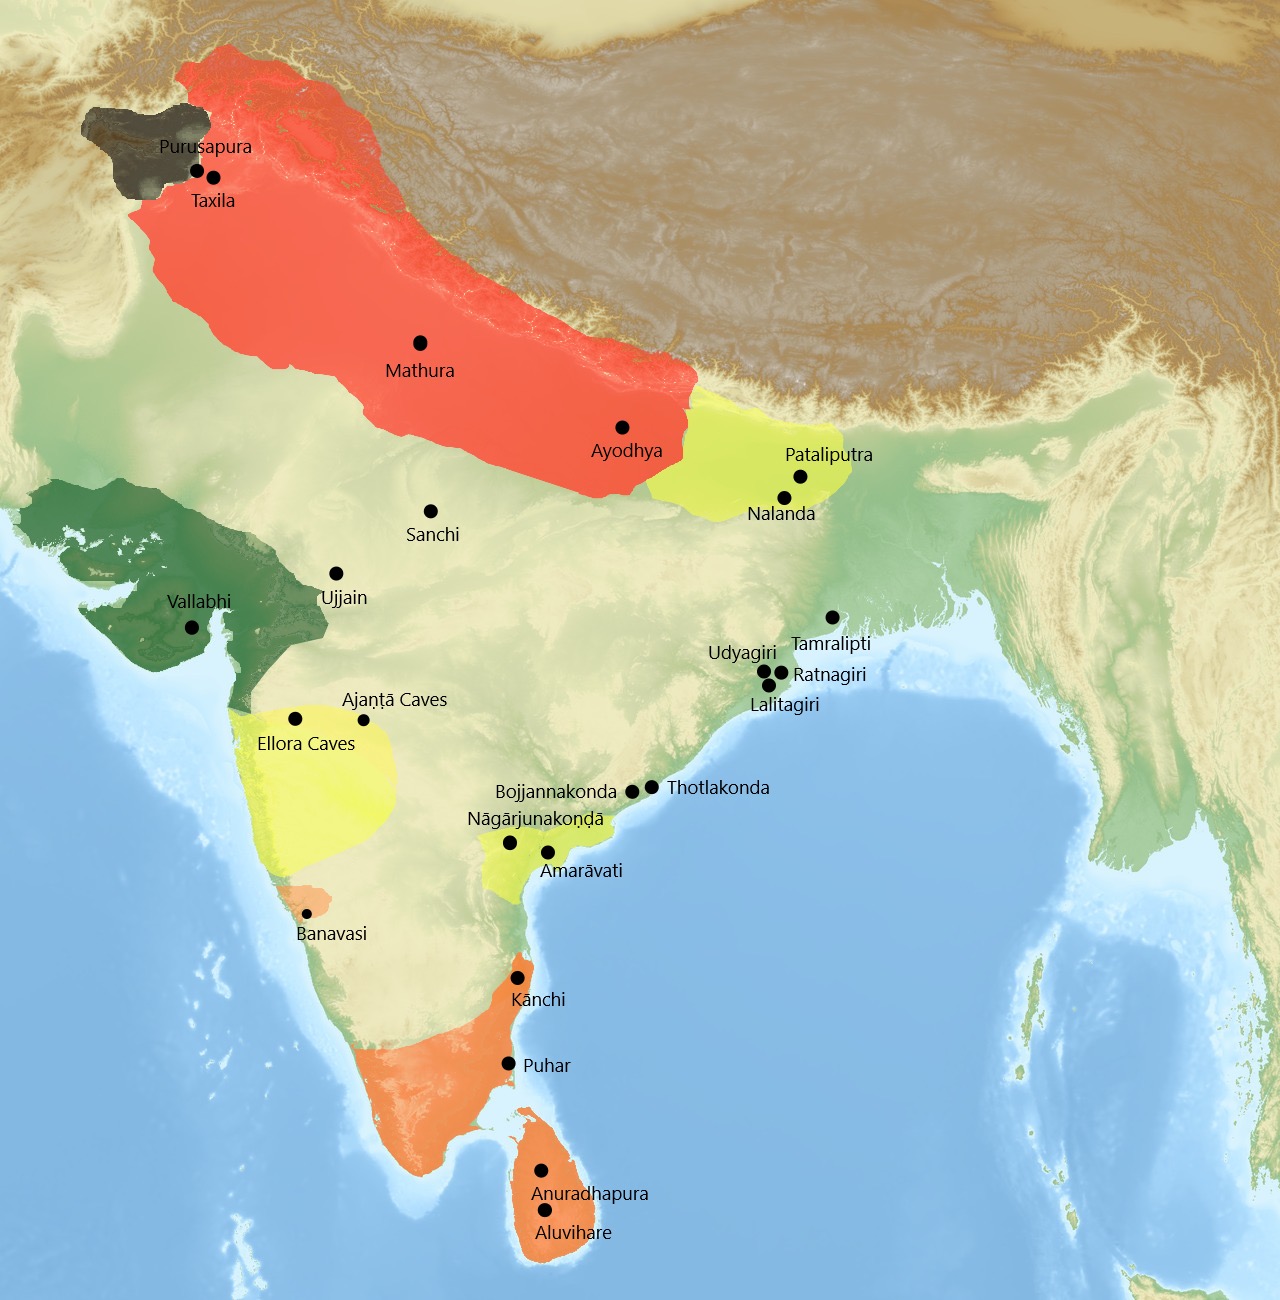 Purusapura
Taxila
Mathura
Ayodhya
Pataliputra
Nalanda
Sanchi
Ujjain
Vallabhi
Tamralipti
Udyagiri
Ratnagiri
Lalitagiri
Ajaṇṭā Caves
Ellora Caves
Bojjannakonda
Thotlakonda
Nāgārjunakoṇḍā
Amarāvati
Banavasi
Kānchi
Puhar
Anuradhapura
Aluvihare